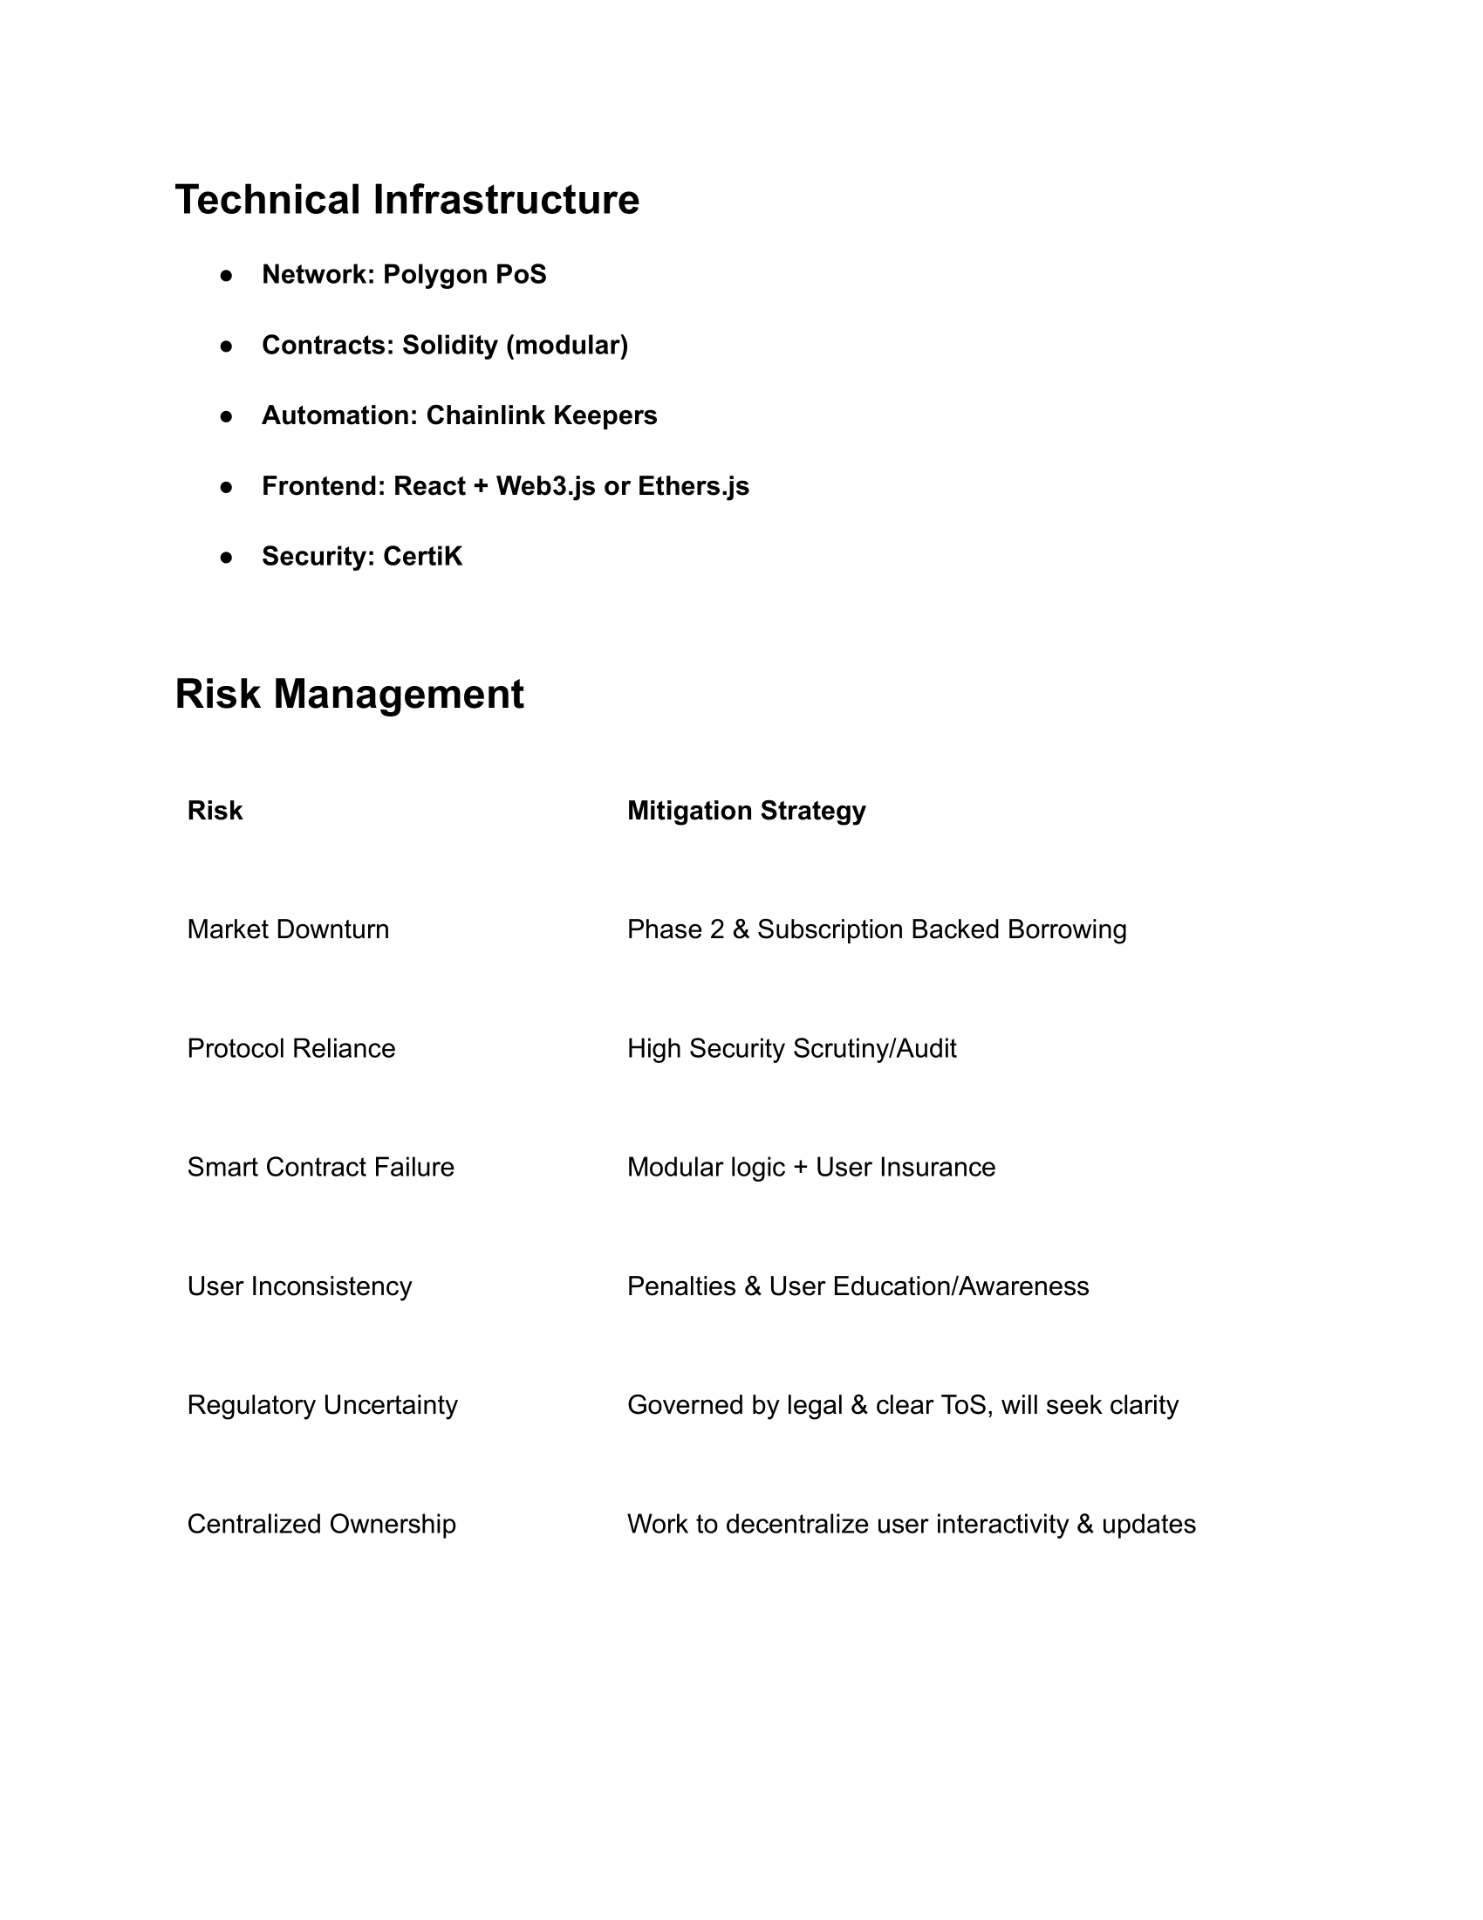 Technical Infrastructure
● Network: Polygon PoS
● Contracts: Solidity (modular)
● Automation: Chainlink Keepers
● Frontend: React + Web3.js or Ethers.js
● Security: CertiK
Risk Management
Risk Mitigation Strategy
Market Downturn Phase 2 & Subscription Backed Borrowing
Protocol Reliance High Security Scrutiny/Audit
Smart Contract Failure Modular logic + User Insurance
User Inconsistency Penalties & User Education/Awareness
Regulatory Uncertainty Governed by legal & clear ToS, will seek clarity
Centralized Ownership Work to decentralize user interactivity & updates